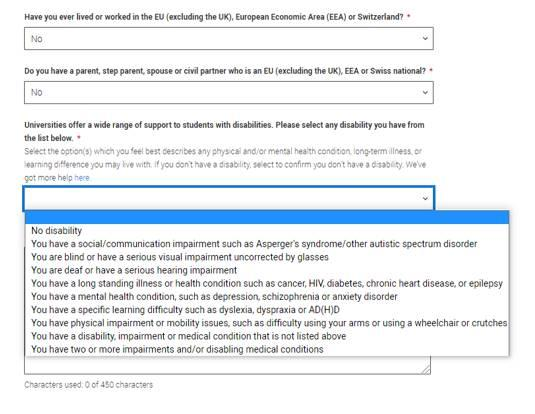 Have you ever lived or worked in the EU (excluding the UK), European Economic Area (EEA) or Switzerland? *
No
Do you have a parent, step parent, spouse or civil partner who is an EU (excluding the UK), EEA or Swiss national? *
No
Universities offer a wide range of support to students with disabilities. Please select any disability you have from
the list below. *
Select the option(s) which you feel best describes any physical and/or mental health condition, long-term illness, or
learning difference you may live with. If you don't have a disability, select to confirm you don't have a disability. We've
got more help here.
No disability
You have a social/communication impairment such as Asperger's syndrome/other autistic spectrum disorder
You are blind or have a serious visual impairment uncorrected by glasses
You are deaf or have a serious hearing impairment
You have a long standing illness or health condition such as cancer, HIV, diabetes, chronic heart disease, or epilepsy
You have a mental health condition, such as depression, schizophrenia or anxiety disorder
You have a specific learning difficulty such as dyslexia, dyspraxia or AD(H)D
You have physical impairment or mobility issues, such as difficulty using your arms or using a wheelchair or crutches
You have a disability, impairment or medical condition that is not listed above
You have two or more impairments and/or disabling medical conditions
Characters used: 0 of 450 characters